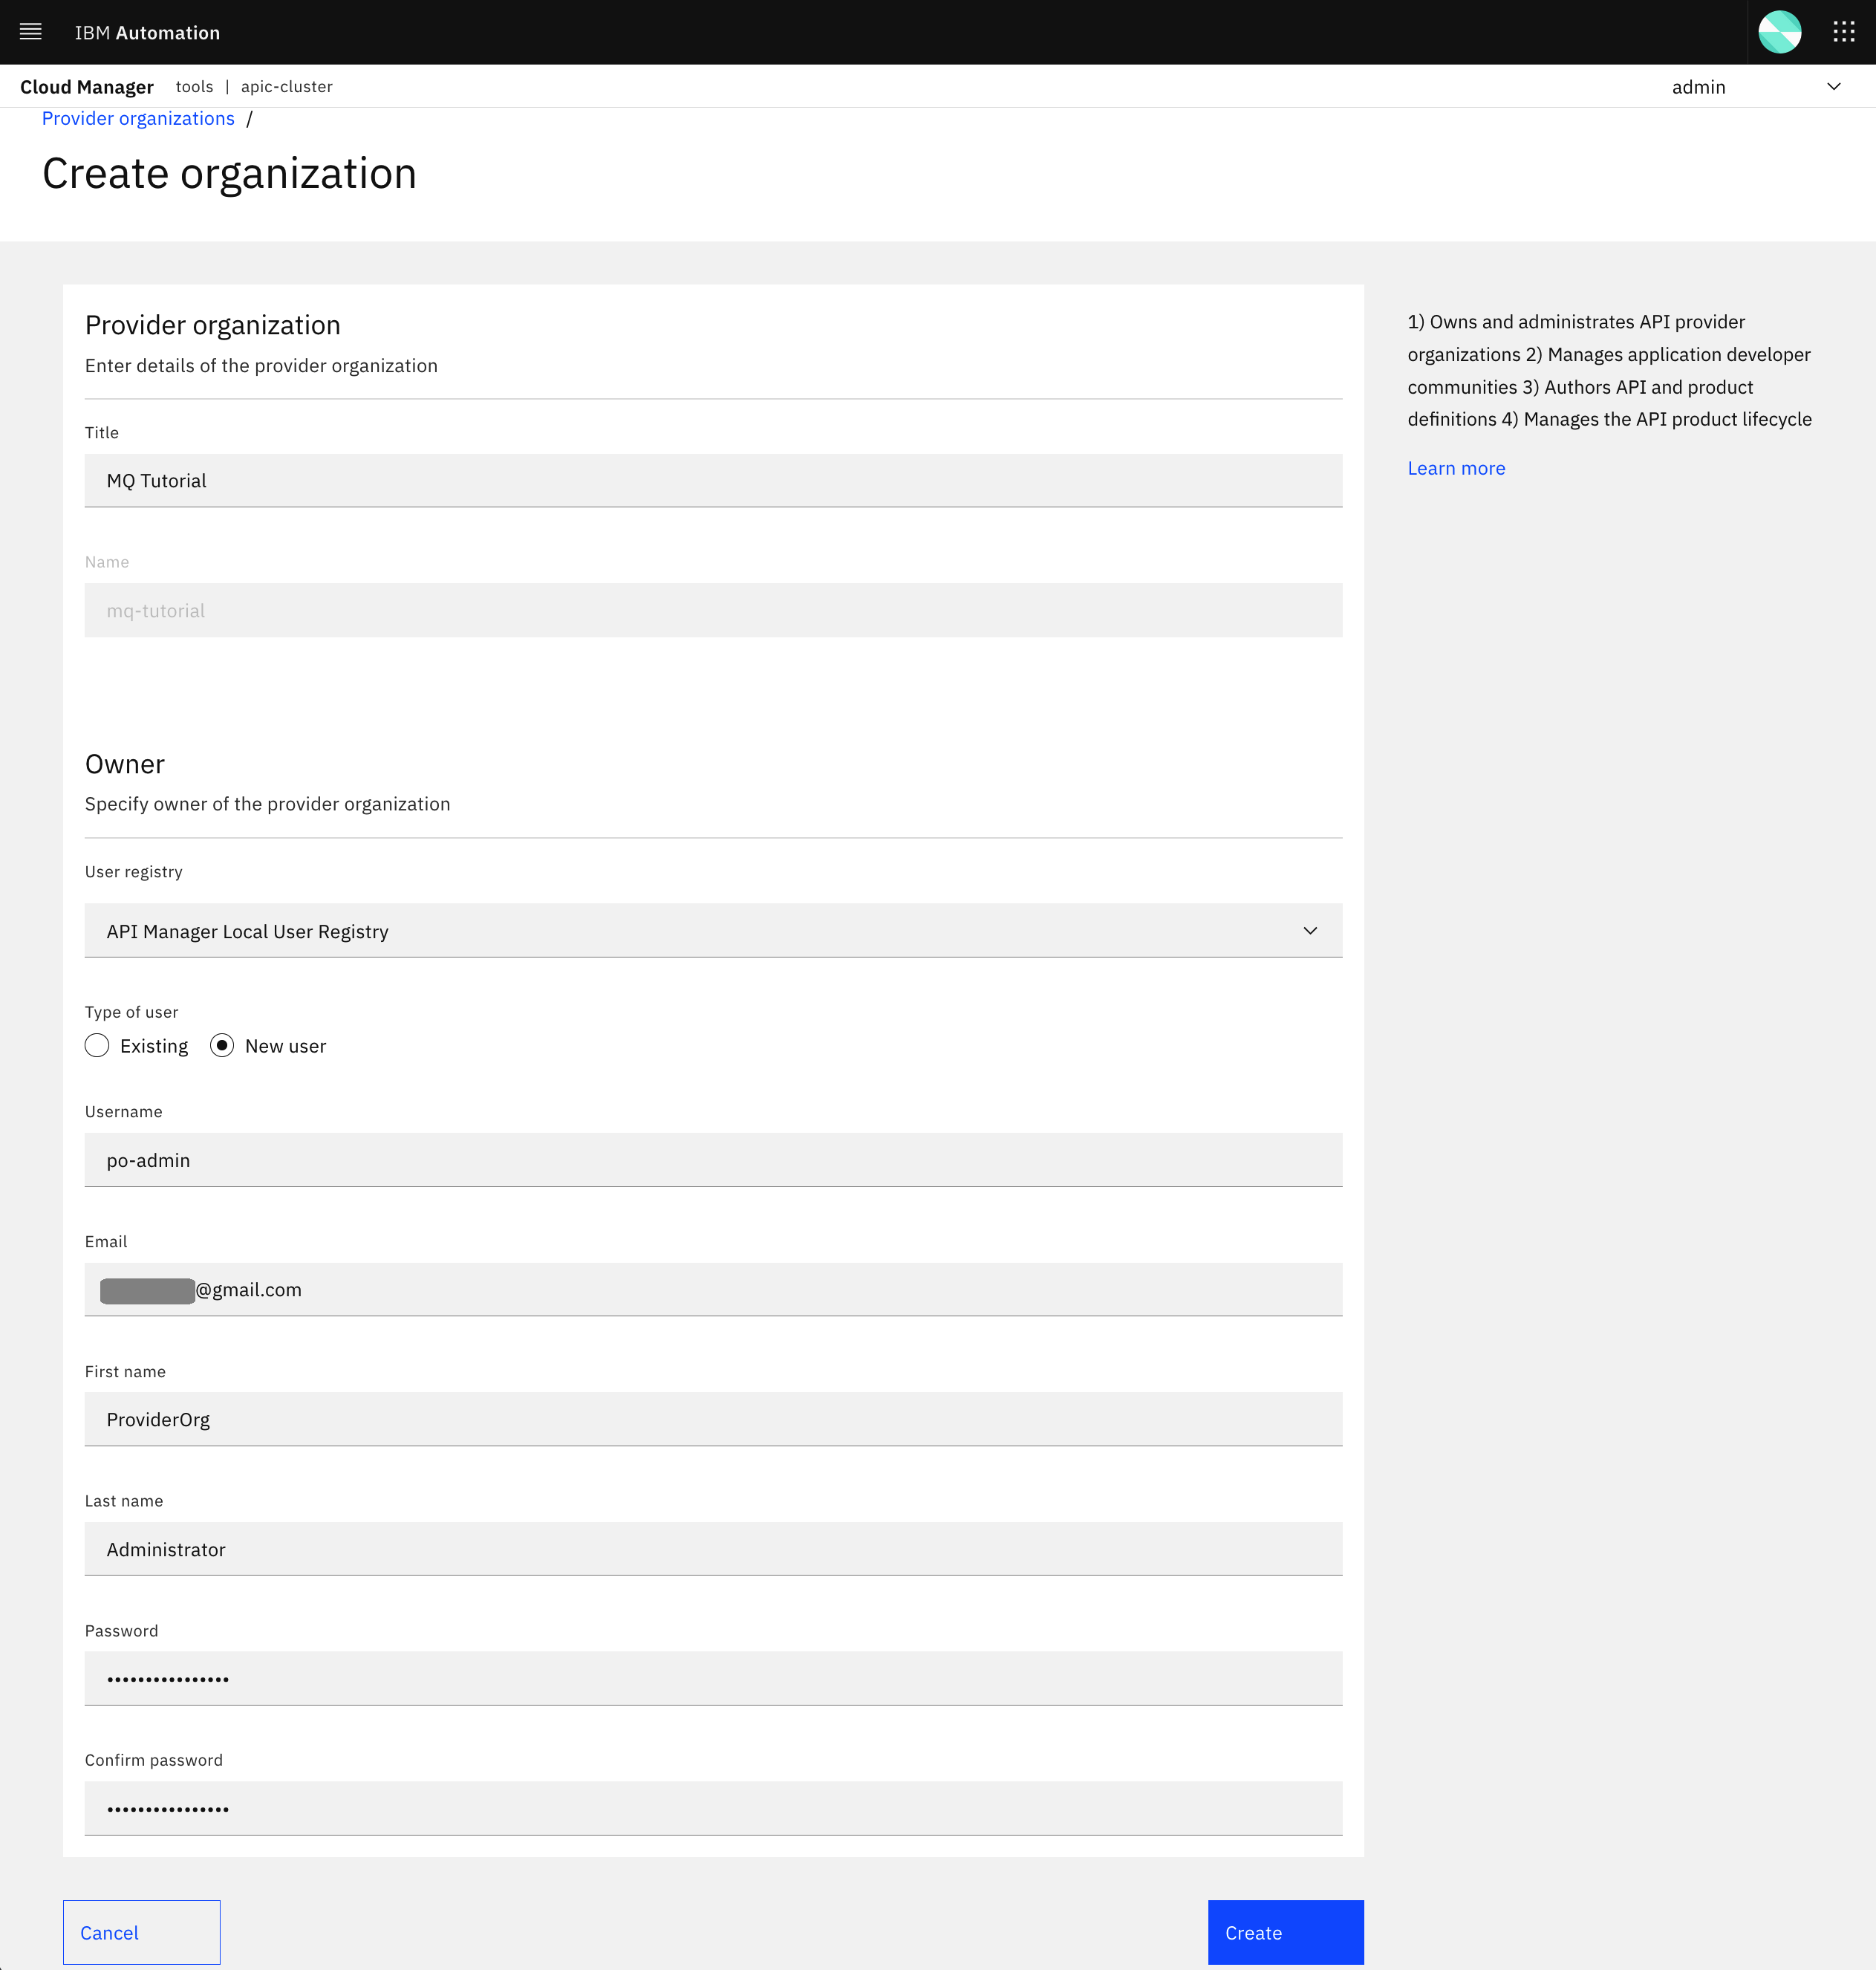 IBM Automation
Cloud Manager tools | apic-cluster admin
Provider organizations /
Create organization
Provider organization
Enter details of the provider organization
Title
MQ Tutorial
Name
mq-tutorial
Owner
Specify owner of the provider organization
User registry
API Manager Local User Registry
Type of user
Existing New user
Username
po-admin
Email
@gmail.com
First name
ProviderOrg
Last name
Administrator
Password
••••••••••••••••
Confirm password
••••••••••••••••
Cancel Create
1) Owns and administrates API provider
organizations 2) Manages application developer
communities 3) Authors API and product
definitions 4) Manages the API product lifecycle
Learn more